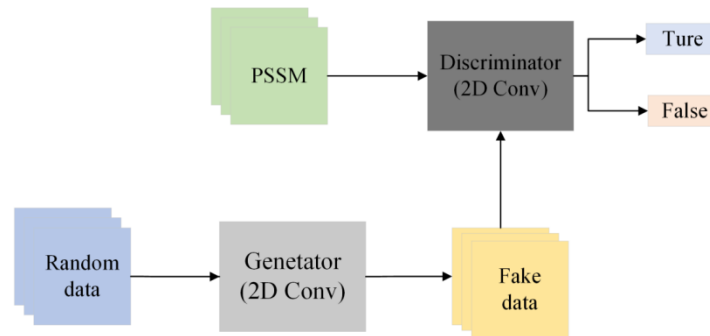 PSSM
Discriminator
(2D Conv)
Ture
False
Random
data
Genetator
(2D Conv)
Fake
data